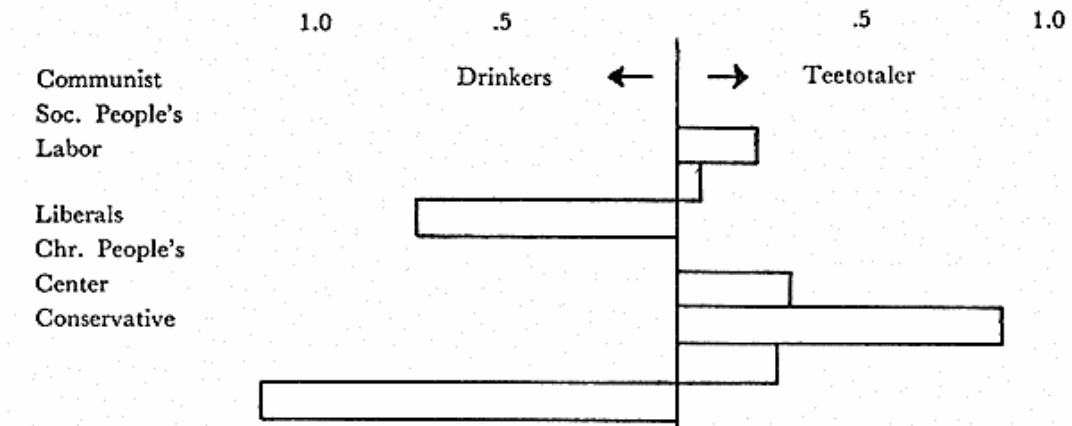 1.0 .5 .5 1.0
Communist Drinkers Teetotaler
Soc. People's
Labor
Liberals
Chr. People's
Center
Conservative